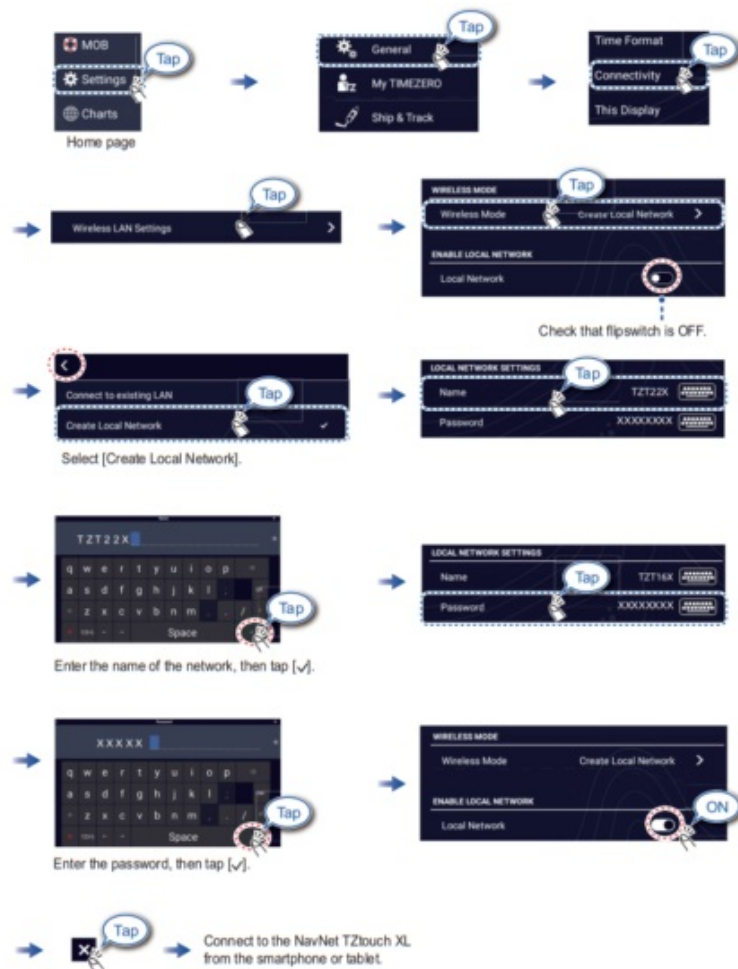 MOB
Settings
Charts
Tap
Home page
General
My TIMEZERO
Ship & Track
Tap
Time Format
Connectivity
This Display
Tap
Wireless LAN Settings
Tap
WIRELESS MODE
Wireless Mode Create Local Network
Tap
ENABLE LOCAL NETWORK
Local Network
Check that flipswitch is OFF.
Connect to existing LAN
Create Local Network
Tap
Select [Create Local Network].
LOCAL NETWORK SETTINGS
Name TZT22X
Tap
Password XXXXXXXX
TZT22X
q w e r t y u i o p
a s d f g h j k l
z x c v b n m , . /
Space
Tap
Enter the name of the network, then tap [✓].
LOCAL NETWORK SETTINGS
Name TZT16X
Tap
Password XXXXXXXX
XXXXX
q w e r t y u i o p
a s d f g h j k l
z x c v b n m , . /
Space
Tap
Enter the password, then tap [✓].
WIRELESS MODE
Wireless Mode Create Local Network
ENABLE LOCAL NETWORK
Local Network
ON
Tap
Connect to the NavNet TZtouch XL
from the smartphone or tablet.